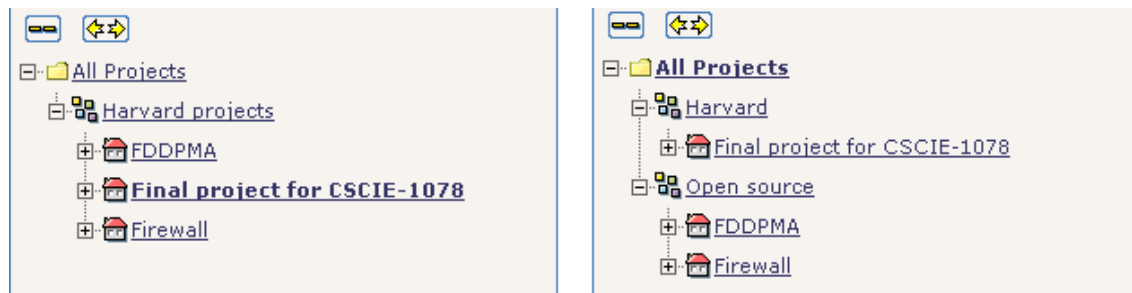 All Projects
Harvard projects
FDDPMA
Final project for CSCIE-1078
Firewall
All Projects
Harvard
Final project for CSCIE-1078
Open source
FDDPMA
Firewall